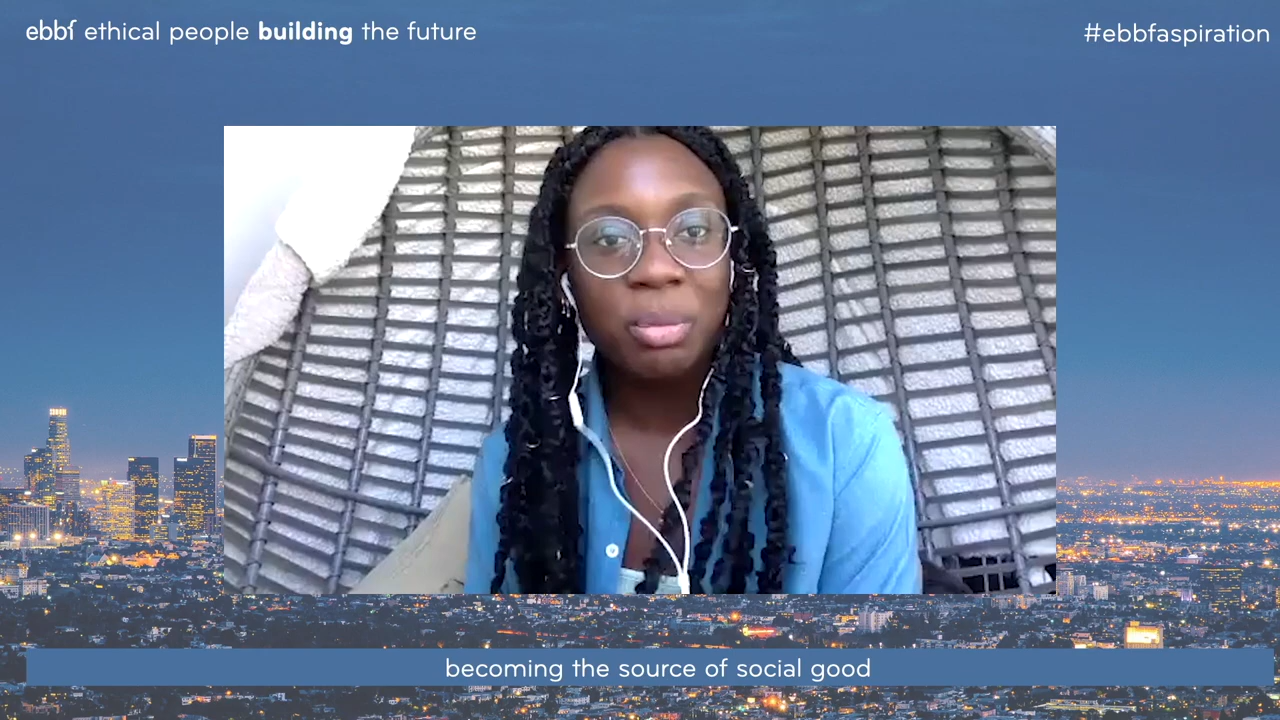 ebbf ethical people building the future
#ebbfaspiration
becoming the source of social good